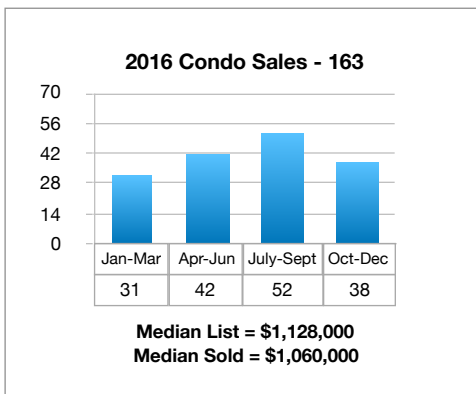 2016 Condo Sales - 163
70
56
42
28
14
0
Jan-Mar Apr-Jun July-Sept Oct-Dec
31 42 52 38
Median List = $1,128,000
Median Sold = $1,060,000